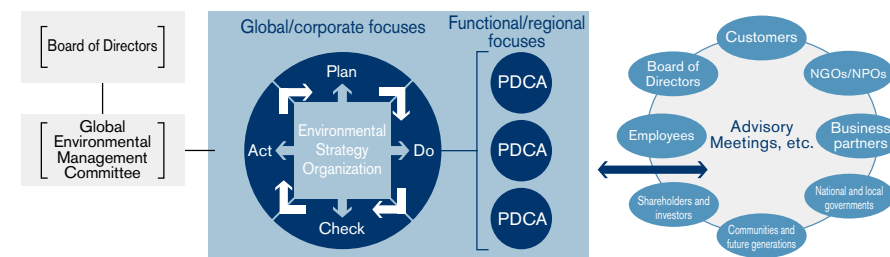 Board of Directors
Global
Environmental
Management
Committee
Global/corporate focuses
Plan
Act
Environmental
Strategy
Organization
Do
Check
Functional/regional
focuses
PDCA
PDCA
PDCA
Customers
Board of
Directors
NGOs/NPOs
Employees
Advisory
Meetings, etc.
Business
partners
Shareholders and
investors
National and local
governments
Communities and
future generations